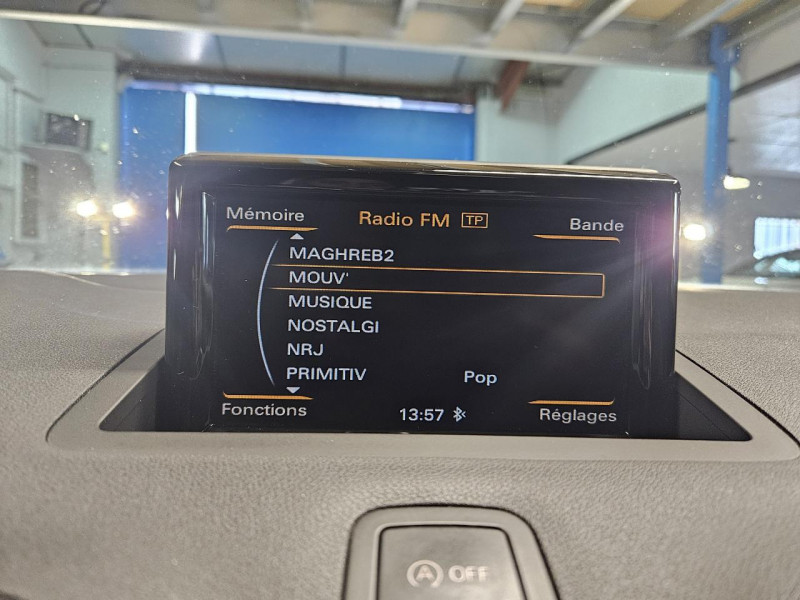 Mémoire Radio FM TP Bande
MAGHREB2
MOUV'
MUSIQUE
NOSTALGI
NRJ
PRIMITIV Pop
Fonctions 13:57 Réglages
A OFF